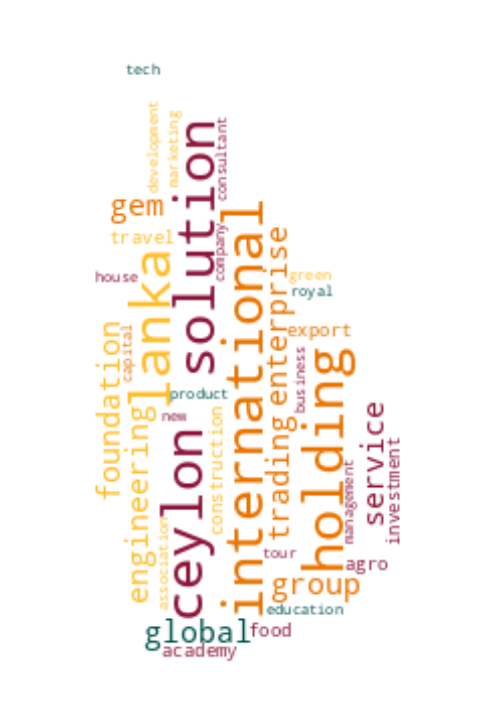 tech
development
marketing
solution
consultant
gem
international
travel
company
enterprise
lanka
house
green
royal
foundation
capital
export
holding
business
product
service
new
engineering
construction
trading
ceylon
investment
management
association
tour
agro
group
education
global
food
academy